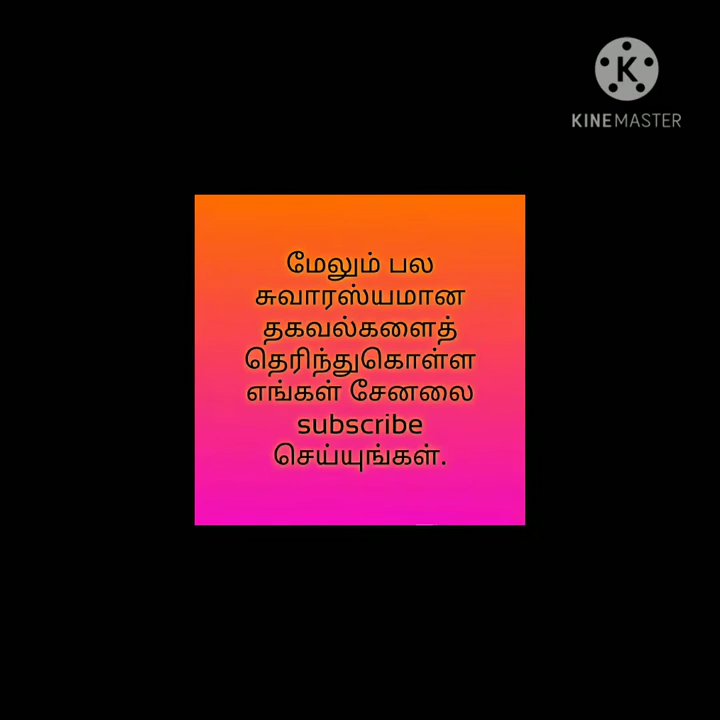 KINEMASTER
மேலும் பல
சுவாரஸ்யமான
தகவல்களைத்
தெரிந்துகொள்ள
எங்கள் சேனலை
subscribe
செய்யுங்கள்.